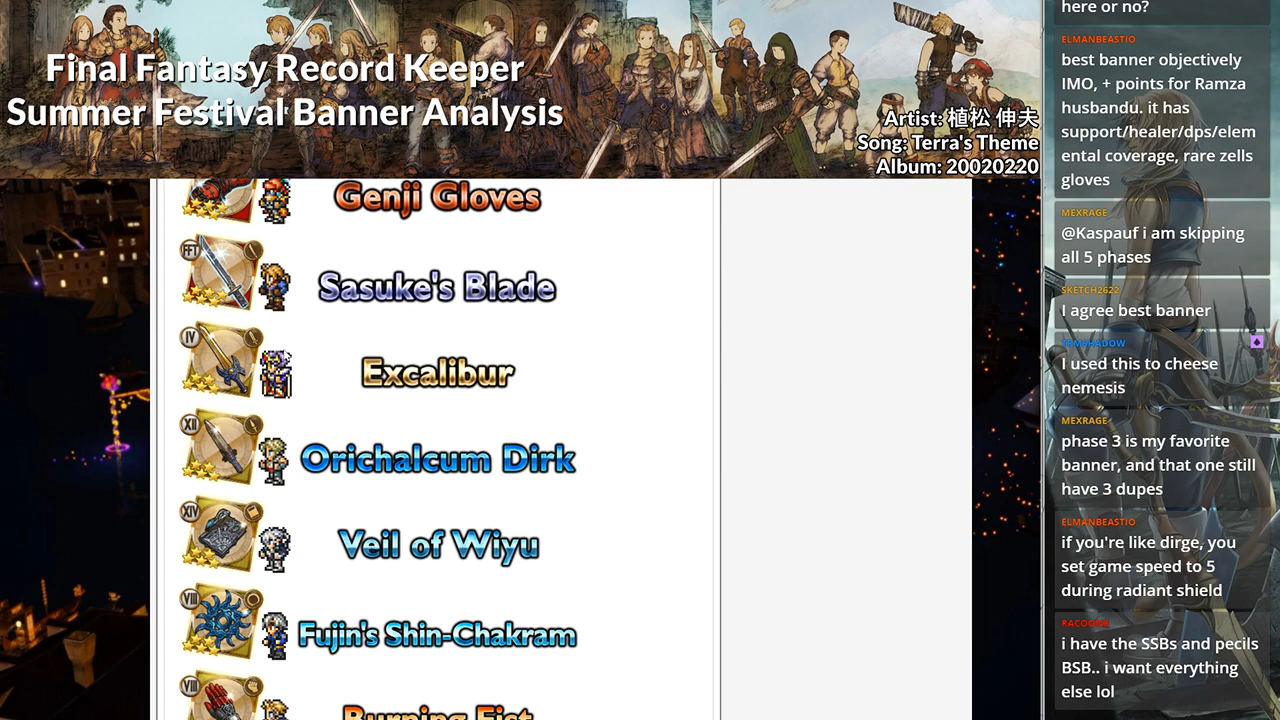 Final Fantasy Record Keeper
Summer Festival Banner Analysis
Artist: 植松 伸夫
Song: Terra's Theme
Album: 20020220
Genji Gloves
FFT
Sasuke's Blade
IV
Excalibur
XII
Orichalcum Dirk
XIV
Veil of Wiyu
VIII
Fujin's Shin-Chakram
VIII
Burning Fist
here or no?
ELMANBEASTIO
best banner objectively
IMO, + points for Ramza
husbandu. it has
support/healer/dps/elem
ental coverage, rare zells
gloves
MEXRAGE
@Kaspauf i am skipping
all 5 phases
SKETCH2622
I agree best banner
I used this to cheese
nemesis
MEXRAGE
phase 3 is my favorite
banner, and that one still
have 3 dupes
ELMANBEASTIO
if you're like dirge, you
set game speed to 5
during radiant shield
i have the SSBs and pecils
BSB.. i want everything
else lol